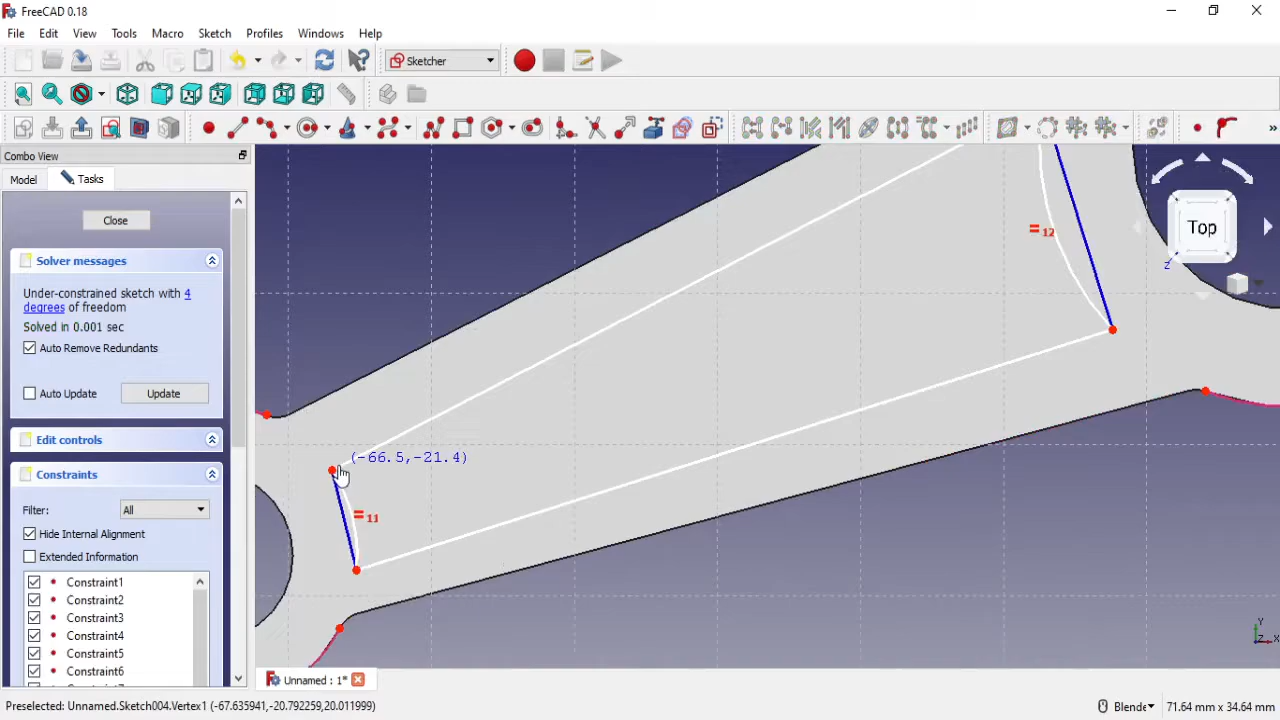 FreeCAD 0.18
File Edit View Tools Macro Sketch Profiles Windows Help
Sketcher
»
Combo View
del Tasks
Close
Solver messages
Under-constrained sketch with 4
degrees of freedom
Solved in 0.001 sec
Auto Remove Redundants
Auto Update Update
Edit controls
Constraints
Filter: All
Hide Internal Alignment
Extended Information
Constraint1
Constraint2
Constraint3
Constraint4
Constraint5
Constraint6
12
(-66.5,-21.4)
11
Top
Z
Y
Z X
Unnamed : 1*
Preselected: Unnamed.Sketch004.Vertex1 (-67.635941,-20.792259,20.011999) Blende 71.64 mm x 34.64 mm